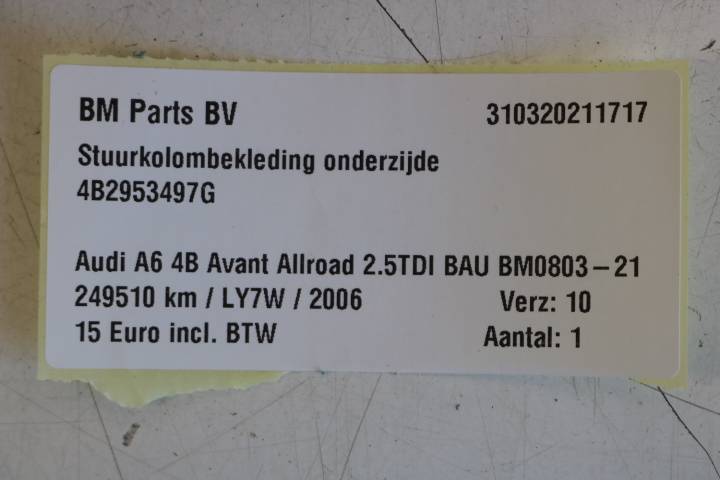 BM Parts BV 310320211717
Stuurkolombekleding onderzijde
4B2953497G
Audi A6 4B Avant Allroad 2.5TDI BAU BM0803-21
249510 km / LY7W / 2006 Verz: 10
15 Euro incl. BTW Aantal: 1